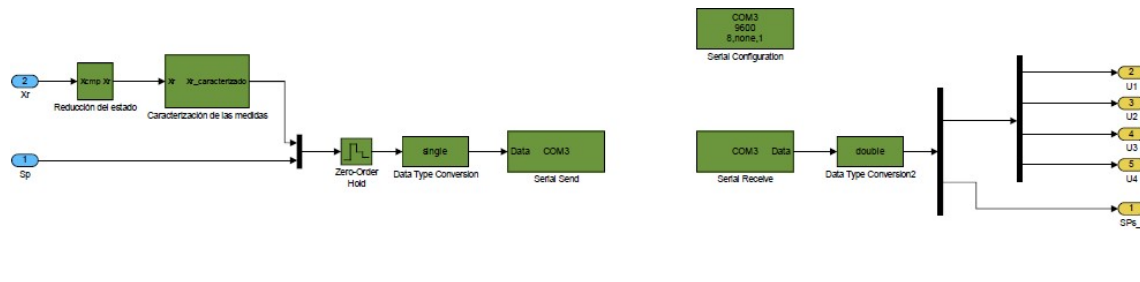 2
Xr
Xcmp Xr
Reducción del estado
Xr Xr_caracterizado
Caracterización de las medidas
1
Sp
Zero-Order
Hold
single
Data Type Conversion
Data COM3
Serial Send
COM3
9600
8,none,1
Serial Configuration
COM3 Data
Serial Receive
double
Data Type Conversion2
2
U1
3
U2
4
U3
5
U4
1
SPs_